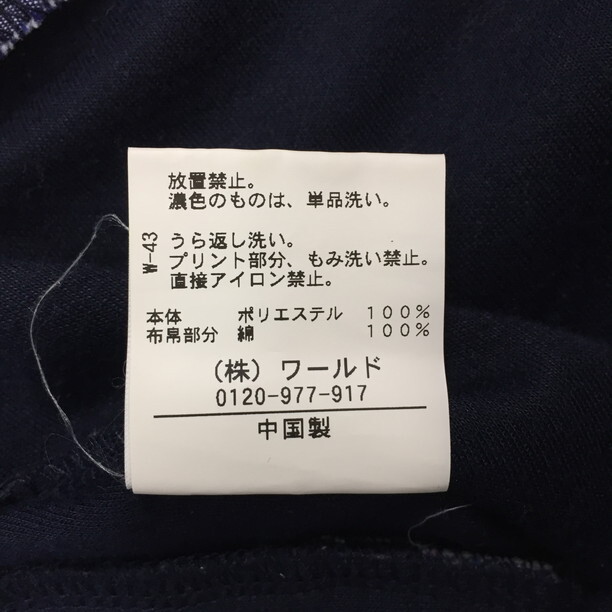 放置禁止。
濃色のものは、単品洗い。
W-43
うら返し洗い。
プリント部分、もみ洗い禁止。
直接アイロン禁止。
本体 ポリエステル 100%
布帛部分 綿 100%
(株) ワールド
0120-977-917
中国製